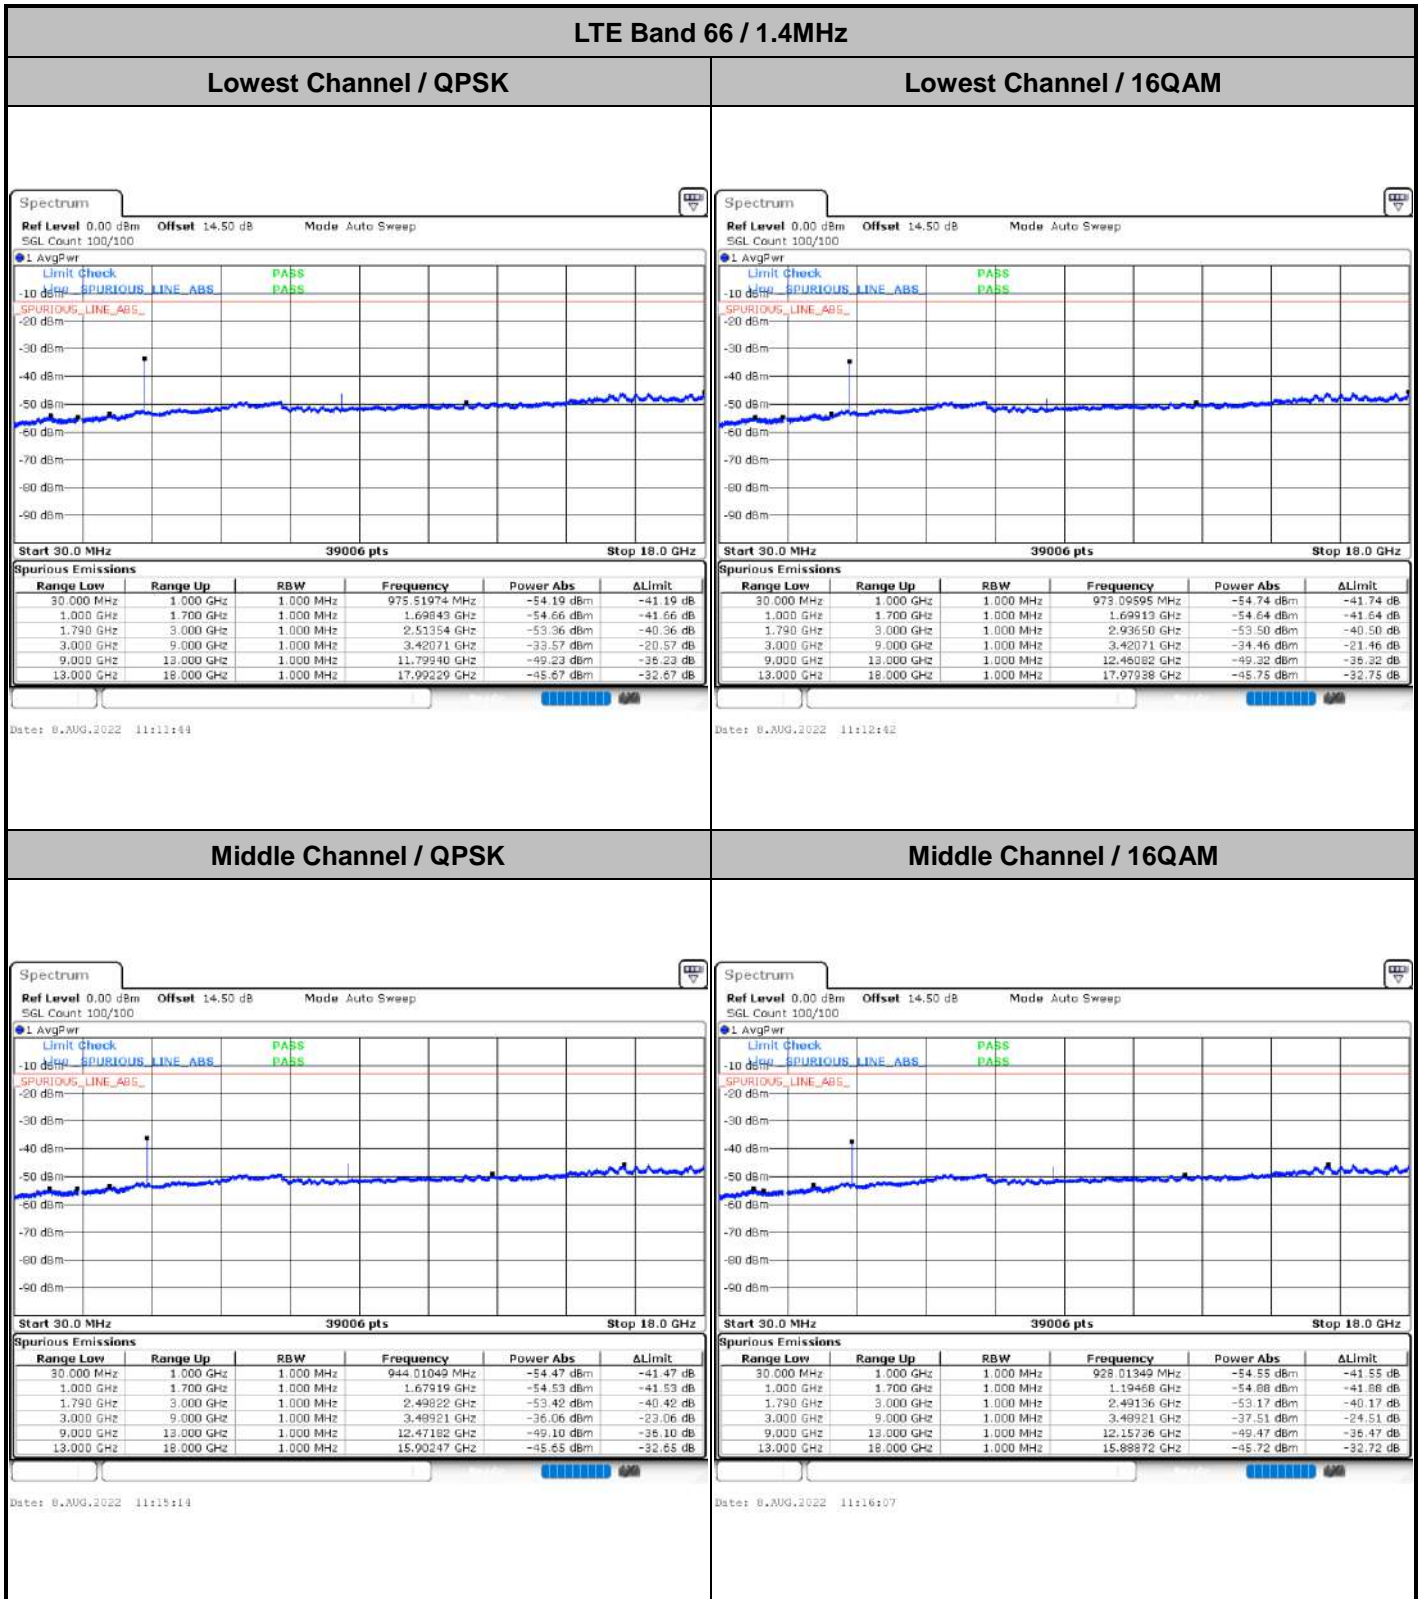 LTE Band 66 / 1.4MHz
Lowest Channel / QPSK
Lowest Channel / 16QAM
Spectrum
Ref Level 0.00 dBm Offset 14.50 dB Mode Auto Sweep
SGL Count 100/100
1 AvgPwr
Limit Check PASS
Line _SPURIOUS_LINE_ABS_ PASS
-10 dBm
_SPURIOUS_LINE_ABS_
-20 dBm
-30 dBm
-40 dBm
-50 dBm
-60 dBm
-70 dBm
-80 dBm
-90 dBm
Start 30.0 MHz 39006 pts Stop 18.0 GHz
Spurious Emissions
Range Low Range Up RBW Frequency Power Abs ΔLimit
30.000 MHz 1.000 GHz 1.000 MHz 975.51974 MHz -54.19 dBm -41.19 dB
1.000 GHz 1.700 GHz 1.000 MHz 1.69843 GHz -54.66 dBm -41.66 dB
1.790 GHz 3.000 GHz 1.000 MHz 2.51354 GHz -53.36 dBm -40.36 dB
3.000 GHz 9.000 GHz 1.000 MHz 3.42071 GHz -33.57 dBm -20.57 dB
9.000 GHz 13.000 GHz 1.000 MHz 11.79940 GHz -49.23 dBm -36.23 dB
13.000 GHz 18.000 GHz 1.000 MHz 17.99229 GHz -45.67 dBm -32.67 dB
Date: 8.AUG.2022 11:11:44
Spectrum
Ref Level 0.00 dBm Offset 14.50 dB Mode Auto Sweep
SGL Count 100/100
1 AvgPwr
Limit Check PASS
Line _SPURIOUS_LINE_ABS_ PASS
-10 dBm
_SPURIOUS_LINE_ABS_
-20 dBm
-30 dBm
-40 dBm
-50 dBm
-60 dBm
-70 dBm
-80 dBm
-90 dBm
Start 30.0 MHz 39006 pts Stop 18.0 GHz
Spurious Emissions
Range Low Range Up RBW Frequency Power Abs ΔLimit
30.000 MHz 1.000 GHz 1.000 MHz 973.09595 MHz -54.74 dBm -41.74 dB
1.000 GHz 1.700 GHz 1.000 MHz 1.69913 GHz -54.64 dBm -41.64 dB
1.790 GHz 3.000 GHz 1.000 MHz 2.93650 GHz -53.50 dBm -40.50 dB
3.000 GHz 9.000 GHz 1.000 MHz 3.42071 GHz -34.46 dBm -21.46 dB
9.000 GHz 13.000 GHz 1.000 MHz 12.46082 GHz -49.32 dBm -36.32 dB
13.000 GHz 18.000 GHz 1.000 MHz 17.97938 GHz -45.75 dBm -32.75 dB
Date: 8.AUG.2022 11:12:42
Middle Channel / QPSK
Middle Channel / 16QAM
Spectrum
Ref Level 0.00 dBm Offset 14.50 dB Mode Auto Sweep
SGL Count 100/100
1 AvgPwr
Limit Check PASS
Line _SPURIOUS_LINE_ABS_ PASS
-10 dBm
_SPURIOUS_LINE_ABS_
-20 dBm
-30 dBm
-40 dBm
-50 dBm
-60 dBm
-70 dBm
-80 dBm
-90 dBm
Start 30.0 MHz 39006 pts Stop 18.0 GHz
Spurious Emissions
Range Low Range Up RBW Frequency Power Abs ΔLimit
30.000 MHz 1.000 GHz 1.000 MHz 944.01049 MHz -54.47 dBm -41.47 dB
1.000 GHz 1.700 GHz 1.000 MHz 1.67919 GHz -54.53 dBm -41.53 dB
1.790 GHz 3.000 GHz 1.000 MHz 2.49822 GHz -53.42 dBm -40.42 dB
3.000 GHz 9.000 GHz 1.000 MHz 3.48921 GHz -36.06 dBm -23.06 dB
9.000 GHz 13.000 GHz 1.000 MHz 12.47182 GHz -49.10 dBm -36.10 dB
13.000 GHz 18.000 GHz 1.000 MHz 15.90247 GHz -45.65 dBm -32.65 dB
Date: 8.AUG.2022 11:15:14
Spectrum
Ref Level 0.00 dBm Offset 14.50 dB Mode Auto Sweep
SGL Count 100/100
1 AvgPwr
Limit Check PASS
Line _SPURIOUS_LINE_ABS_ PASS
-10 dBm
_SPURIOUS_LINE_ABS_
-20 dBm
-30 dBm
-40 dBm
-50 dBm
-60 dBm
-70 dBm
-80 dBm
-90 dBm
Start 30.0 MHz 39006 pts Stop 18.0 GHz
Spurious Emissions
Range Low Range Up RBW Frequency Power Abs ΔLimit
30.000 MHz 1.000 GHz 1.000 MHz 928.01349 MHz -54.55 dBm -41.55 dB
1.000 GHz 1.700 GHz 1.000 MHz 1.19468 GHz -54.88 dBm -41.88 dB
1.790 GHz 3.000 GHz 1.000 MHz 2.49136 GHz -53.17 dBm -40.17 dB
3.000 GHz 9.000 GHz 1.000 MHz 3.48921 GHz -37.51 dBm -24.51 dB
9.000 GHz 13.000 GHz 1.000 MHz 12.15736 GHz -49.47 dBm -36.47 dB
13.000 GHz 18.000 GHz 1.000 MHz 15.88872 GHz -45.72 dBm -32.72 dB
Date: 8.AUG.2022 11:16:07